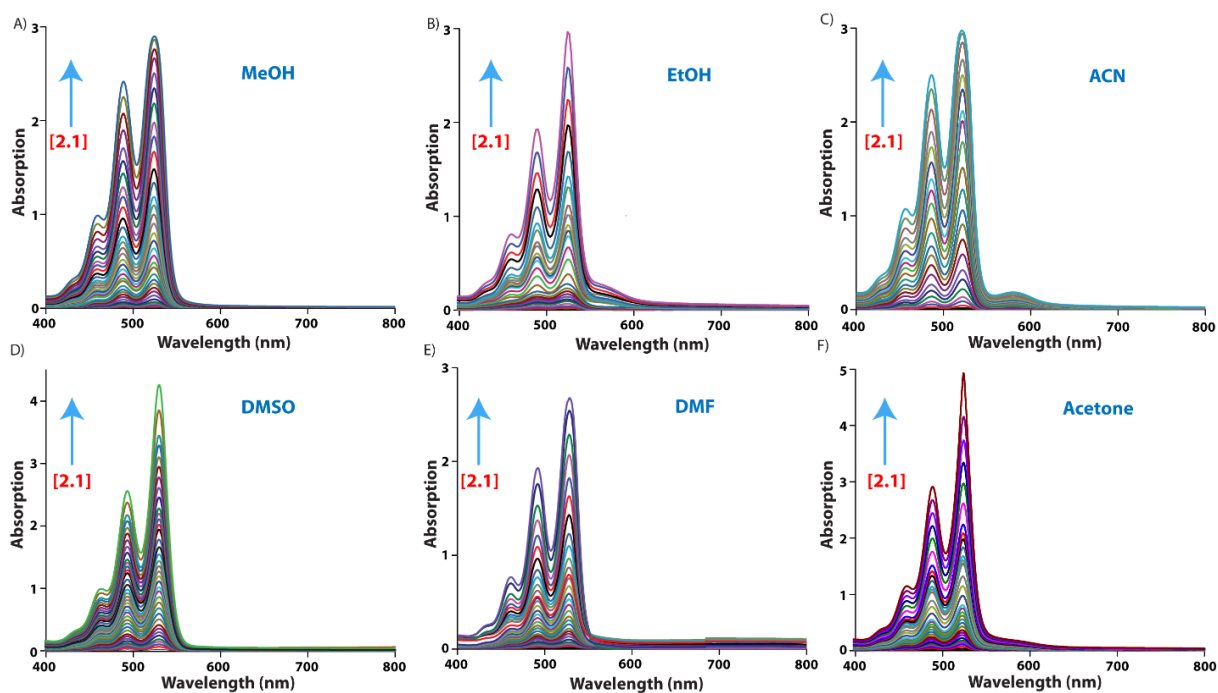 A)
3
2
1
0
Absorption
MeOH
[2.1]
400 500 600 700 800
Wavelength (nm)
B)
3
2
1
0
Absorption
EtOH
[2.1]
400 500 600 700 800
Wavelength (nm)
C)
3
2
1
0
Absorption
ACN
[2.1]
400 500 600 700 800
Wavelength (nm)
D)
4
3
2
1
0
Absorption
DMSO
[2.1]
400 500 600 700 800
Wavelength (nm)
E)
3
2
1
0
Absorption
DMF
[2.1]
400 500 600 700 800
Wavelength (nm)
F)
5
4
3
2
1
0
Absorption
Acetone
[2.1]
400 500 600 700 800
Wavelength (nm)